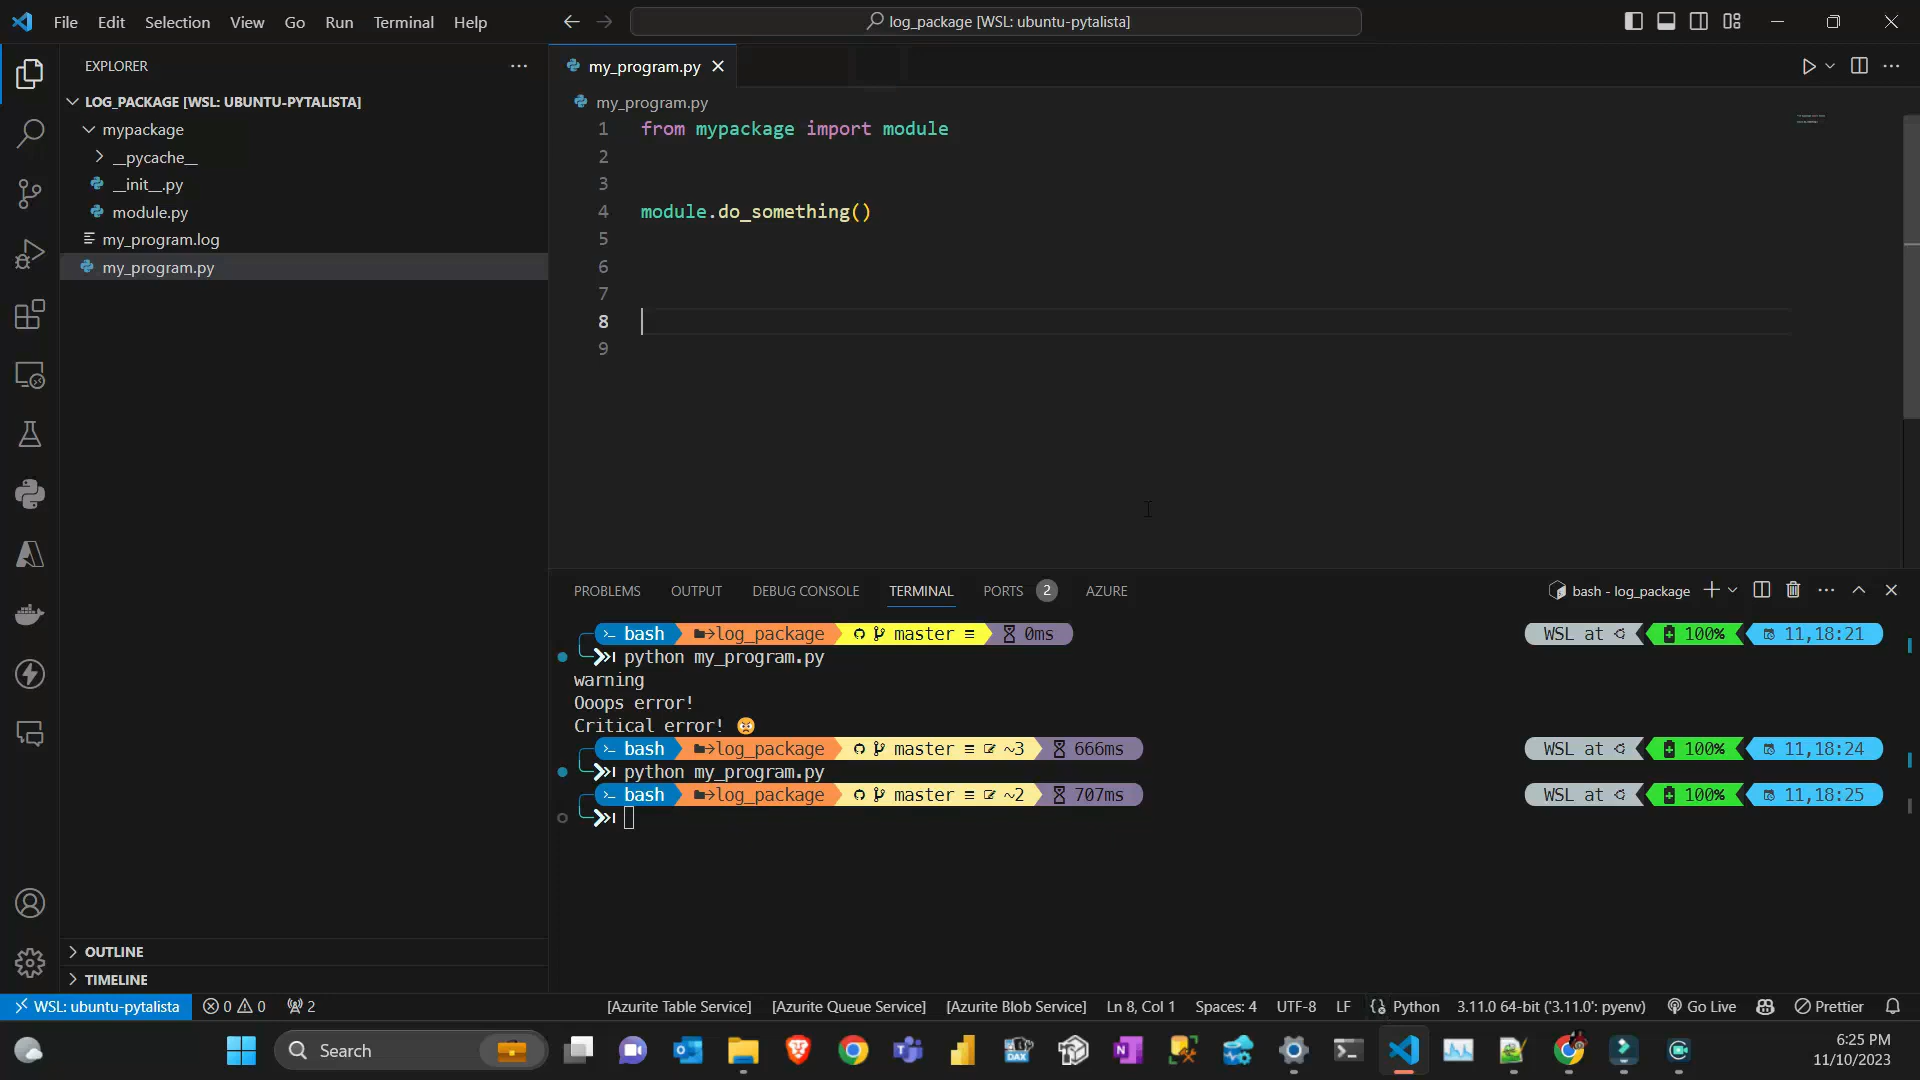 File Edit Selection View Go Run Terminal Help
log_package [WSL: ubuntu-pytalista]
EXPLORER
LOG_PACKAGE [WSL: UBUNTU-PYTALISTA]
mypackage
__pycache__
__init__.py
module.py
my_program.log
my_program.py
OUTLINE
TIMELINE
my_program.py
my_program.py
1 from mypackage import module
2
3
4 module.do_something()
5
6
7
8
9
PROBLEMS OUTPUT DEBUG CONSOLE TERMINAL PORTS 2 AZURE
bash - log_package
bash log_package master 0ms WSL at 100% 11,18:21
python my_program.py
warning
Ooops error!
Critical error! 😡
bash log_package master ~3 666ms WSL at 100% 11,18:24
python my_program.py
bash log_package master ~2 707ms WSL at 100% 11,18:25
WSL: ubuntu-pytalista 0 0 2 [Azurite Table Service] [Azurite Queue Service] [Azurite Blob Service] Ln 8, Col 1 Spaces: 4 UTF-8 LF Python 3.11.0 64-bit ('3.11.0': pyenv) Go Live Prettier
Search
6:25 PM
11/10/2023